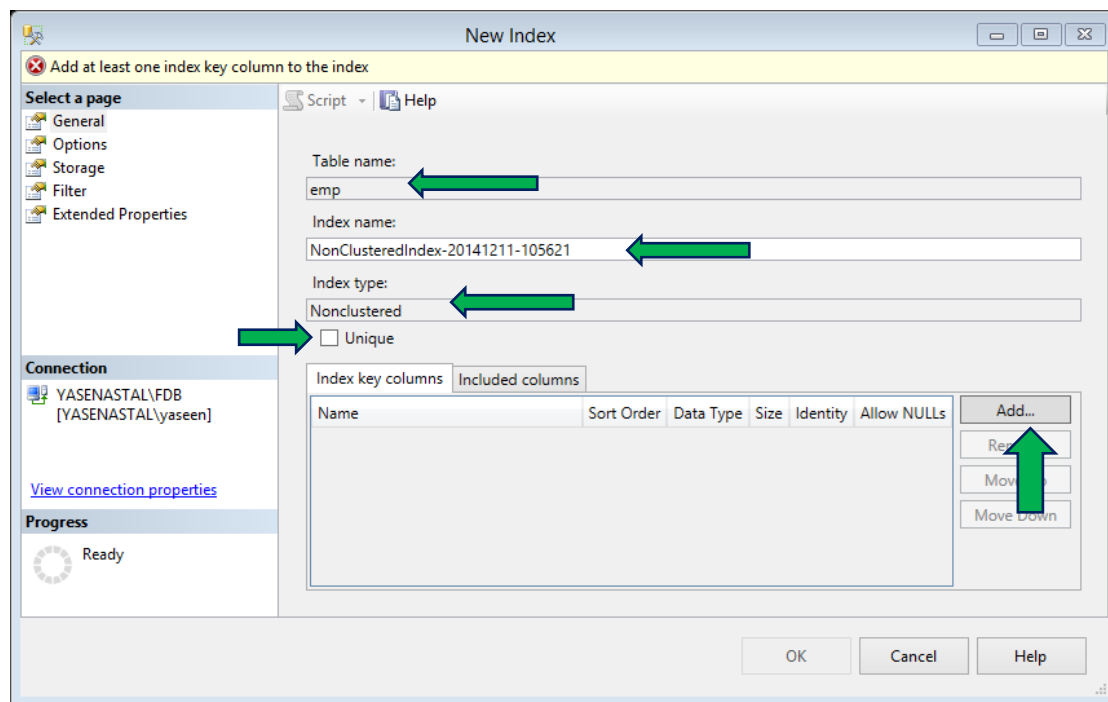 New Index
Add at least one index key column to the index
Select a page
General
Options
Storage
Filter
Extended Properties
Connection
YASENASTAL\FDB
[YASENASTAL\yaseen]
View connection properties
Progress
Ready
Script Help
Table name:
emp
Index name:
NonClusteredIndex-20141211-105621
Index type:
Nonclustered
Unique
Index key columns Included columns
Name Sort Order Data Type Size Identity Allow NULLs
Add...
Move Down
OK Cancel Help